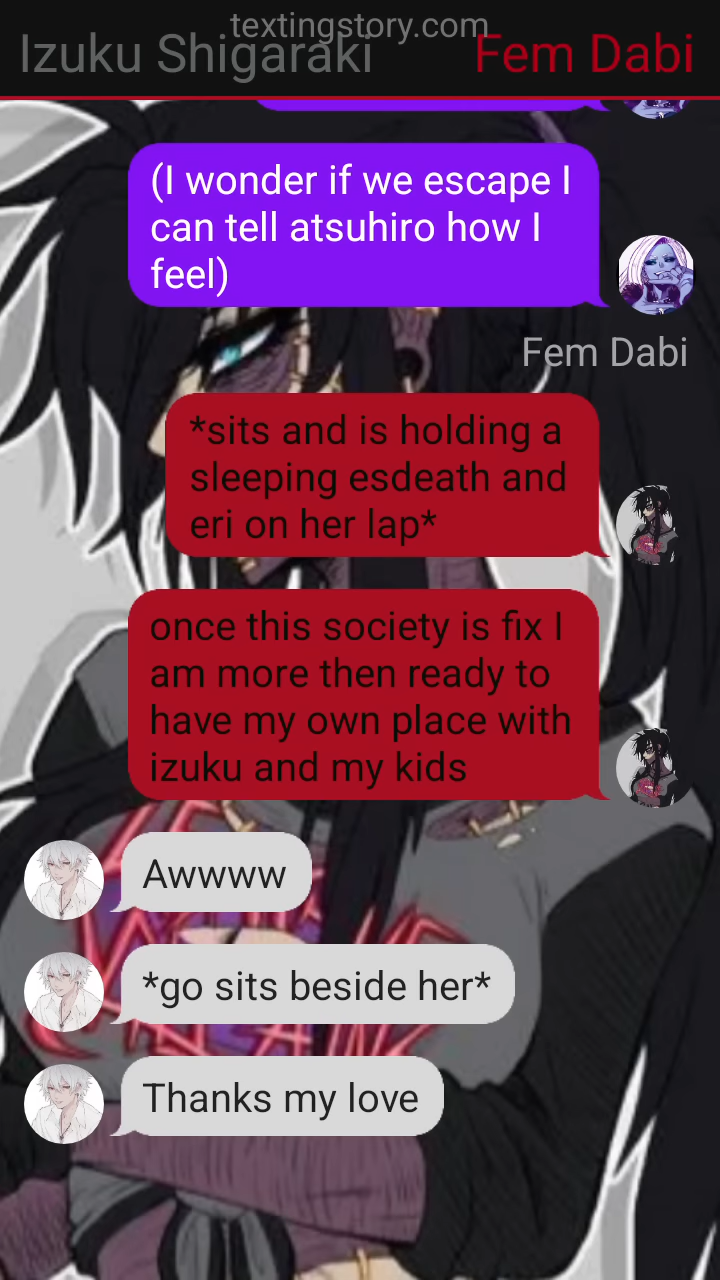 textingstory.com
Izuku Shigaraki
Fem Dabi
(I wonder if we escape I
can tell atsuhiro how I
feel)
Fem Dabi
*sits and is holding a
sleeping esdeath and
eri on her lap*
once this society is fix I
am more then ready to
have my own place with
izuku and my kids
Awwww
*go sits beside her*
Thanks my love